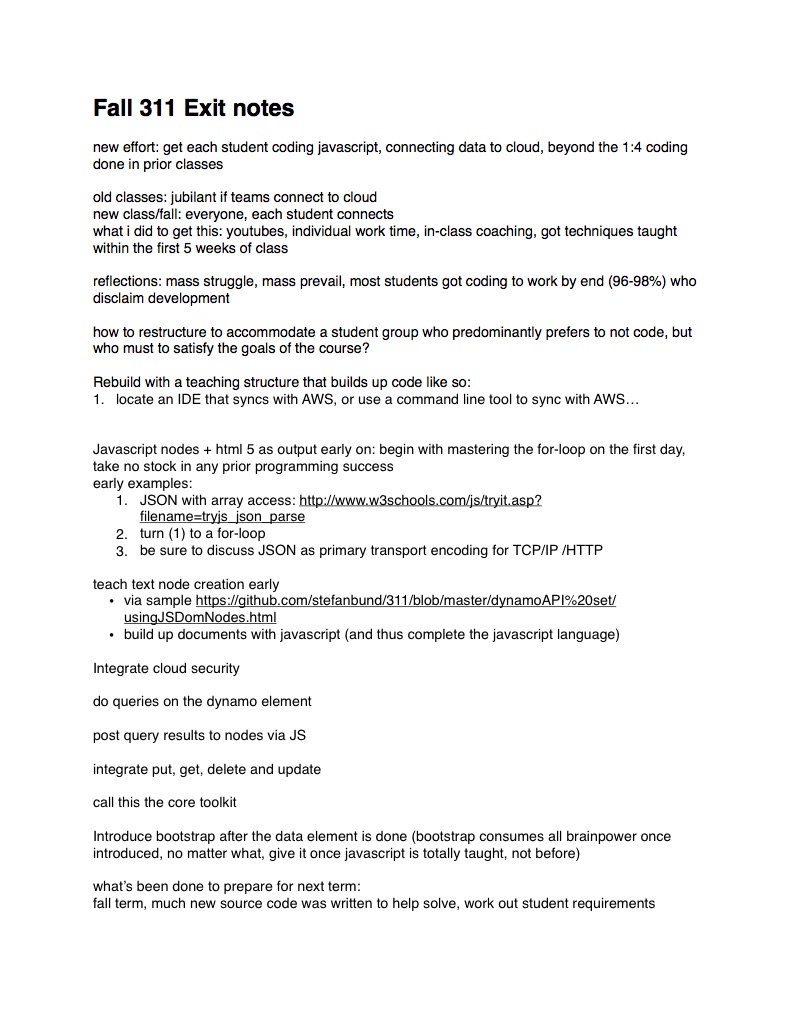 Fall 311 Exit notes
new effort: get each student coding javascript, connecting data to cloud, beyond the 1:4 coding
done in prior classes
old classes: jubilant if teams connect to cloud
new class/fall: everyone, each student connects
what i did to get this: youtubes, individual work time, in-class coaching, got techniques taught
within the first 5 weeks of class
reflections: mass struggle, mass prevail, most students got coding to work by end (96-98%) who
disclaim development
how to restructure to accommodate a student group who predominantly prefers to not code, but
who must to satisfy the goals of the course?
Rebuild with a teaching structure that builds up code like so:
1. locate an IDE that syncs with AWS, or use a command line tool to sync with AWS…
Javascript nodes + html 5 as output early on: begin with mastering the for-loop on the first day,
take no stock in any prior programming success
early examples:
1. JSON with array access: http://www.w3schools.com/js/tryit.asp?
filename=tryjs_json_parse
2. turn (1) to a for-loop
3. be sure to discuss JSON as primary transport encoding for TCP/IP /HTTP
teach text node creation early
• via sample https://github.com/stefanbund/311/blob/master/dynamoAPI%20set/
usingJSDomNodes.html
• build up documents with javascript (and thus complete the javascript language)
Integrate cloud security
do queries on the dynamo element
post query results to nodes via JS
integrate put, get, delete and update
call this the core toolkit
Introduce bootstrap after the data element is done (bootstrap consumes all brainpower once
introduced, no matter what, give it once javascript is totally taught, not before)
what's been done to prepare for next term:
fall term, much new source code was written to help solve, work out student requirements